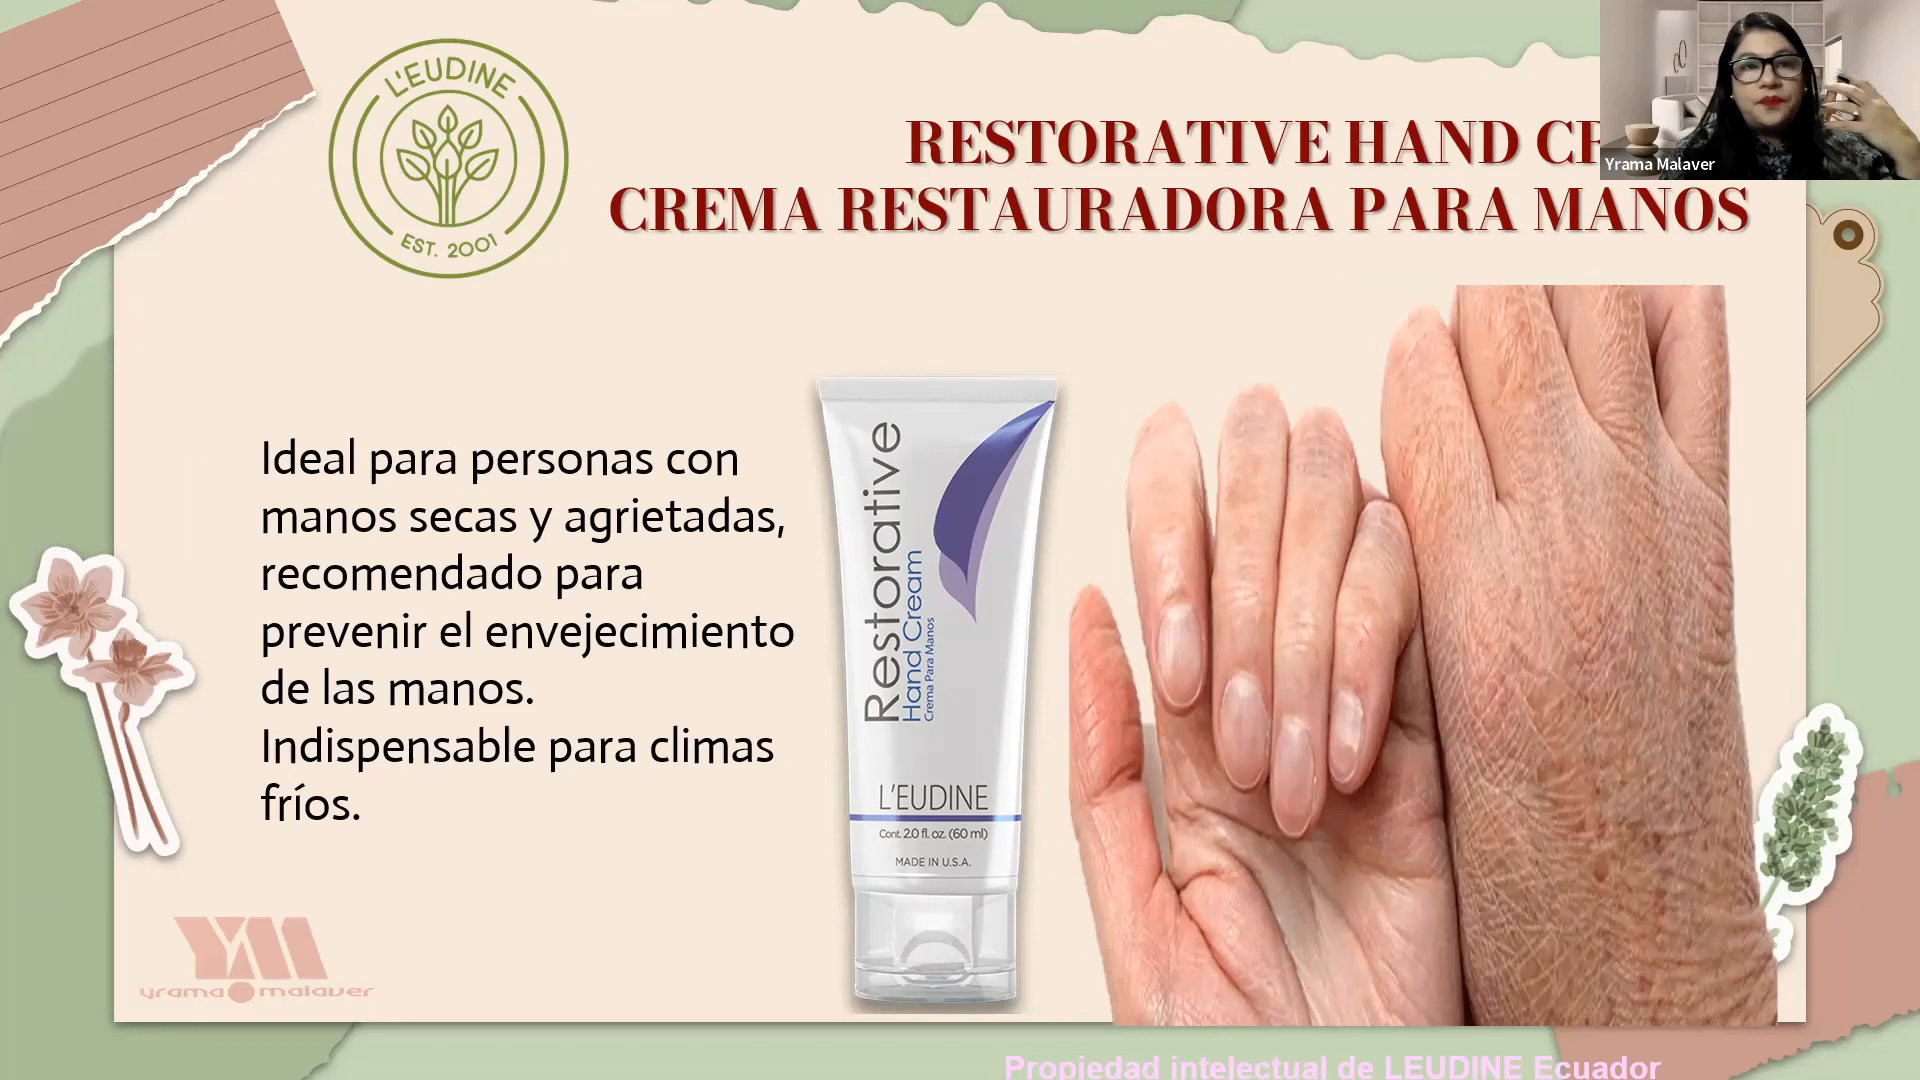 L'EUDINE
EST. 2001
RESTORATIVE HAND CR
CREMA RESTAURADORA PARA MANOS
Yrama Malaver
Ideal para personas con
manos secas y agrietadas,
recomendado para
prevenir el envejecimiento
de las manos.
Indispensable para climas
fríos.
Restorative
Hand Cream
Crema Para Manos
L'EUDINE
Cont. 2.0 fl. oz. (60 ml)
MADE IN U.S.A.
YM
yrama malaver
Propiedad intelectual de LEUDINE Ecuador